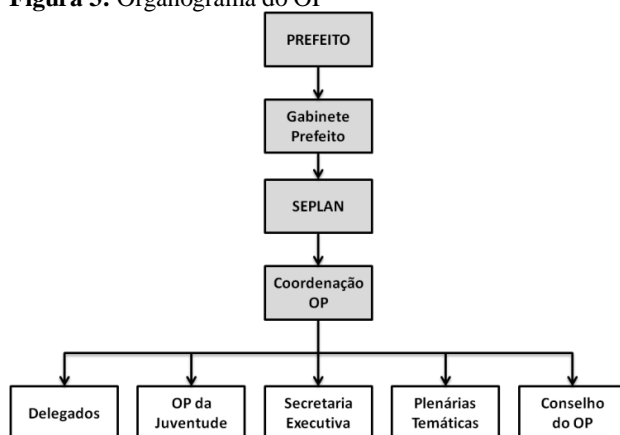 Figura 3: Organograma do OP
PREFEITO
Gabinete
Prefeito
SEPLAN
Coordenação
OP
Delegados
OP da
Juventude
Secretaria
Executiva
Plenárias
Temáticas
Conselho
do OP